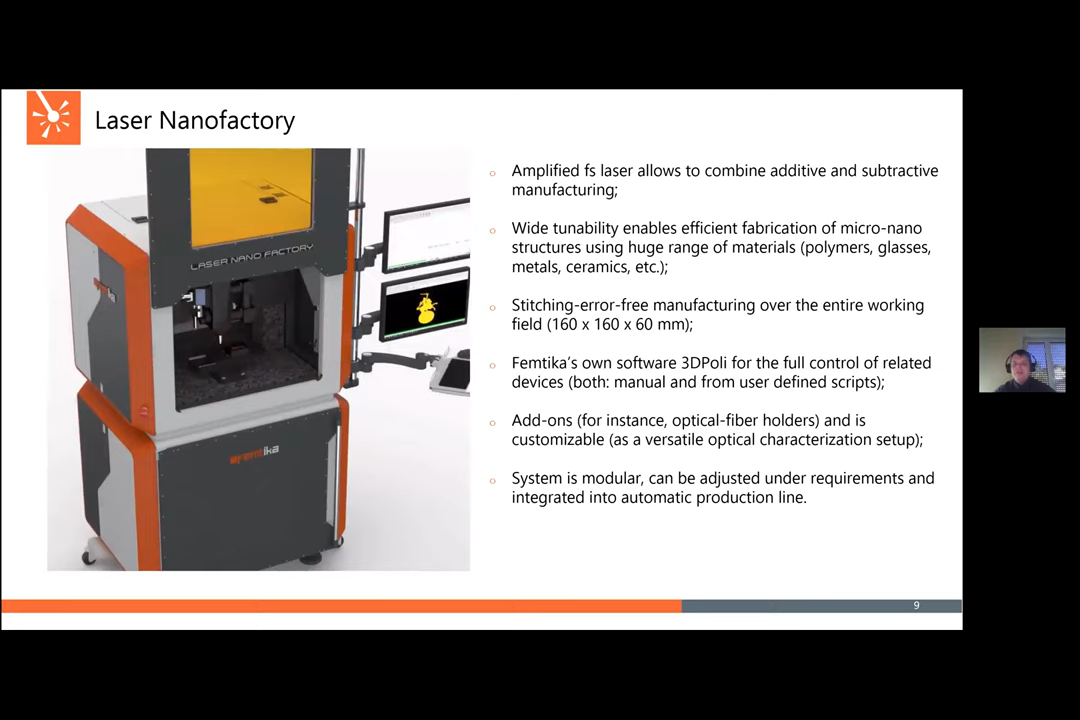 Laser Nanofactory
Amplified fs laser allows to combine additive and subtractive
manufacturing;
Wide tunability enables efficient fabrication of micro-nano
structures using huge range of materials (polymers, glasses,
metals, ceramics, etc.);
Stitching-error-free manufacturing over the entire working
field (160 x 160 x 60 mm);
Femtika's own software 3DPoli for the full control of related
devices (both: manual and from user defined scripts);
Add-ons (for instance, optical-fiber holders) and is
customizable (as a versatile optical characterization setup);
System is modular, can be adjusted under requirements and
integrated into automatic production line.
LASER NANO FACTORY
femtika
femtika
9